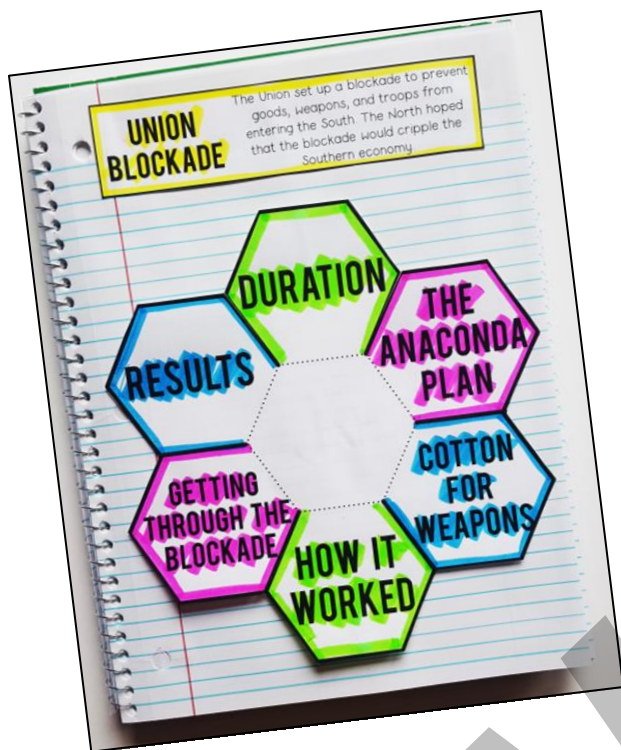 UNION
BLOCKADE
The Union set up a blockade to prevent
goods, weapons, and troops from
entering the South. The North hoped
that the blockade would cripple the
Southern economy
DURATION
THE
ANACONDA
PLAN
COTTON
FOR
WEAPONS
HOW IT
WORKED
GETTING
THROUGH THE
BLOCKADE
RESULTS